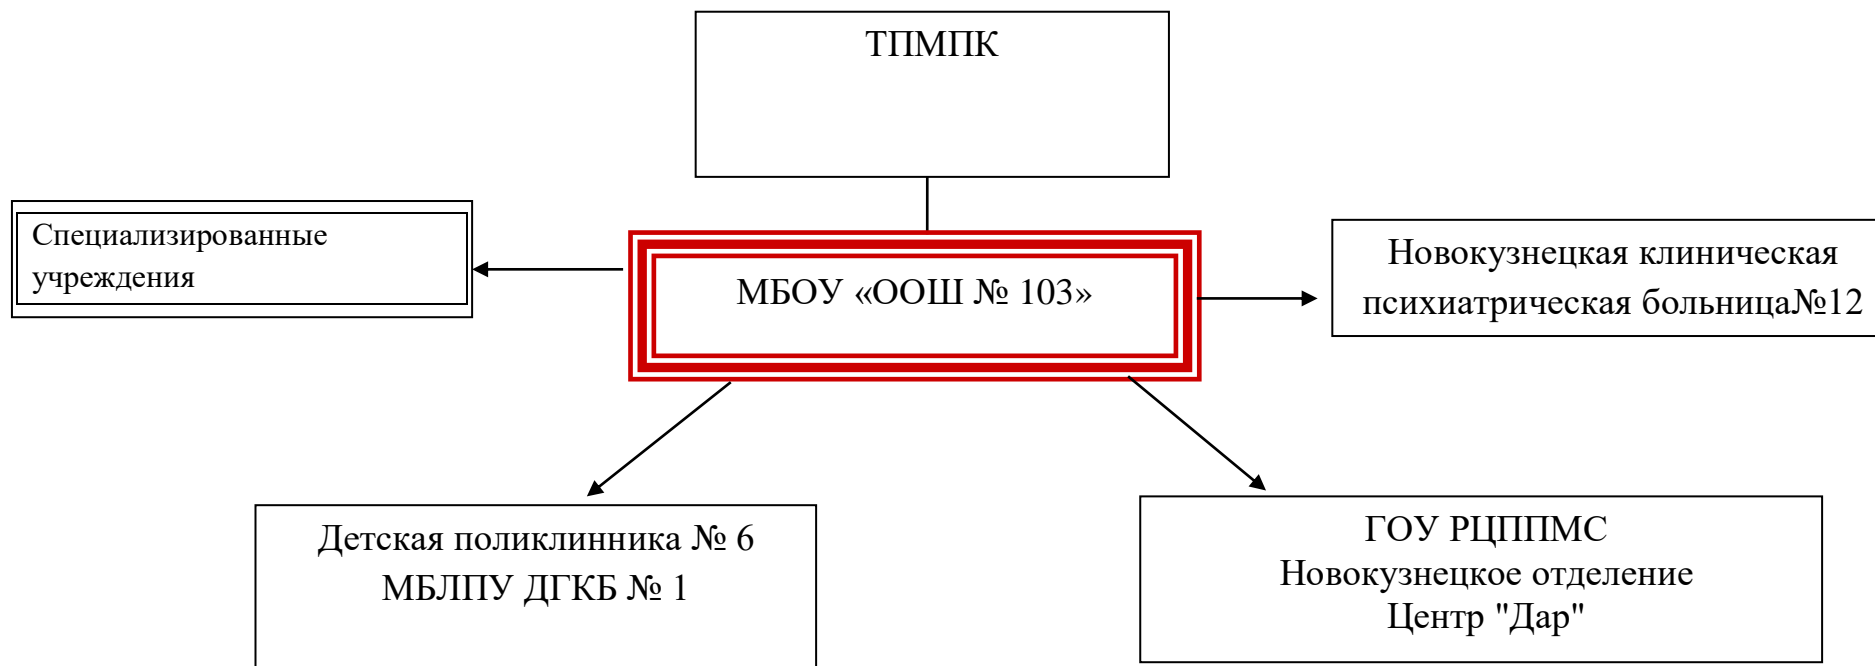 ТПМПК
Специализированные
учреждения
МБОУ «ООШ № 103»
Новокузнецкая клиническая
психиатрическая больница№12
Детская поликлинника № 6
МБЛПУ ДГКБ № 1
ГОУ РЦППМС
Новокузнецкое отделение
Центр "Дар"